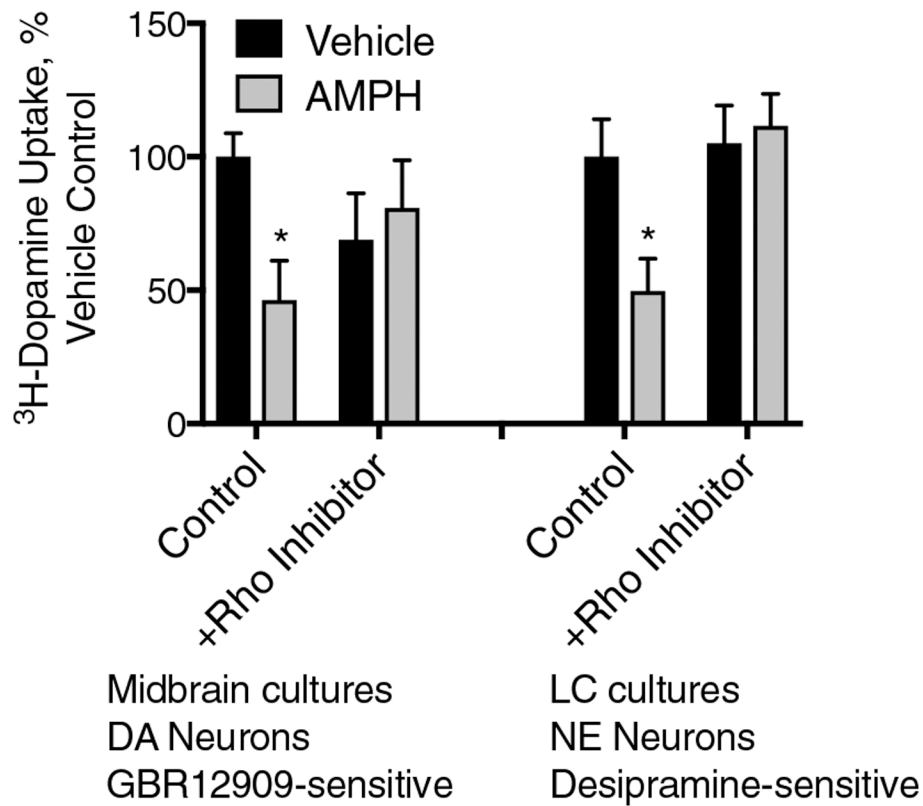 ³H-Dopamine Uptake, %
Vehicle Control
150
100
50
0
Vehicle
AMPH
*
*
Control
+Rho Inhibitor
Control
+Rho Inhibitor
Midbrain cultures
DA Neurons
GBR12909-sensitive
LC cultures
NE Neurons
Desipramine-sensitive